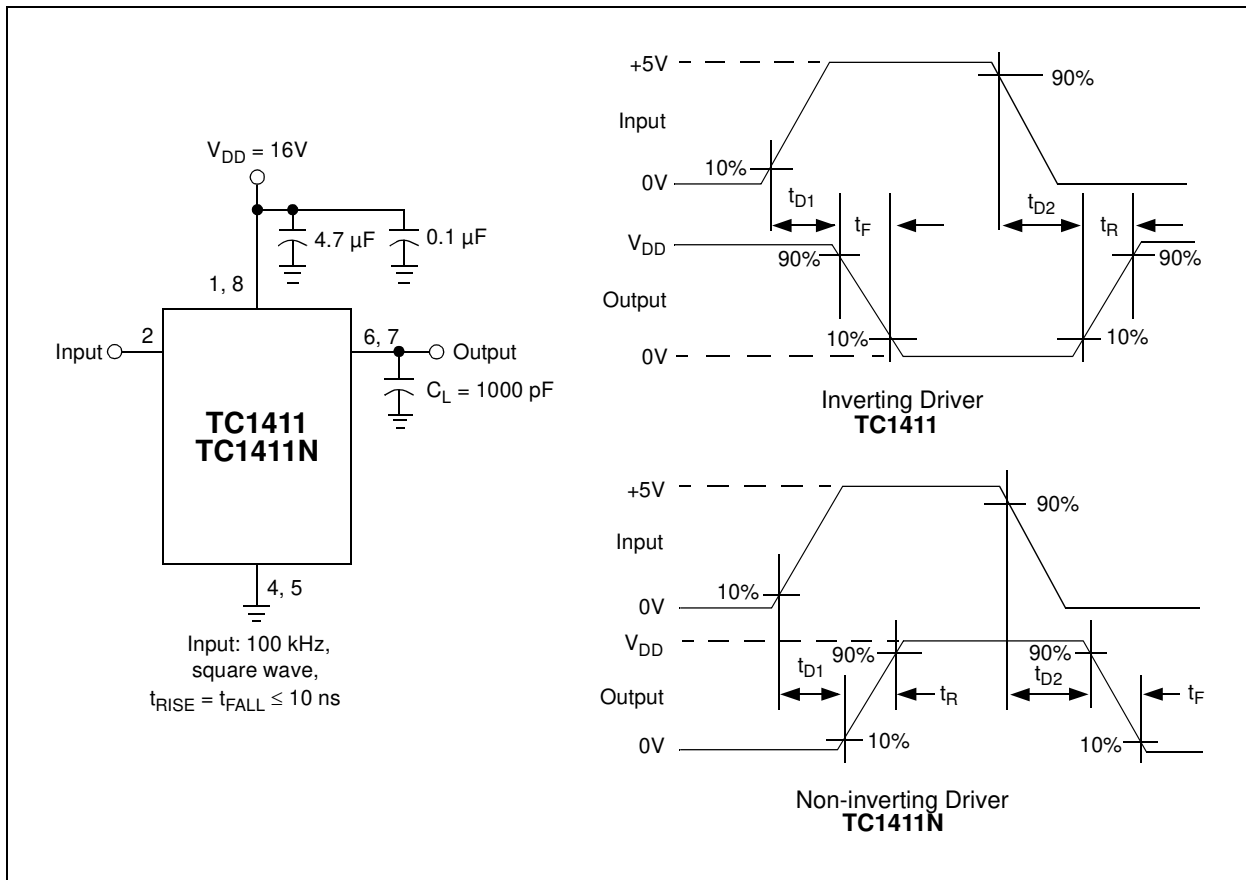 V_DD = 16V
4.7 µF
0.1 µF
1, 8
2
6, 7
Input
Output
C_L = 1000 pF
TC1411
TC1411N
4, 5
Input: 100 kHz,
square wave,
t_RISE = t_FALL ≤ 10 ns
+5V
90%
Input
10%
0V
t_D1
t_F
t_D2
t_R
V_DD
90%
90%
Output
10%
10%
0V
Inverting Driver
TC1411
+5V
90%
Input
10%
0V
V_DD
t_D1
90%
t_R
t_D2
90%
t_F
Output
10%
10%
0V
Non-inverting Driver
TC1411N